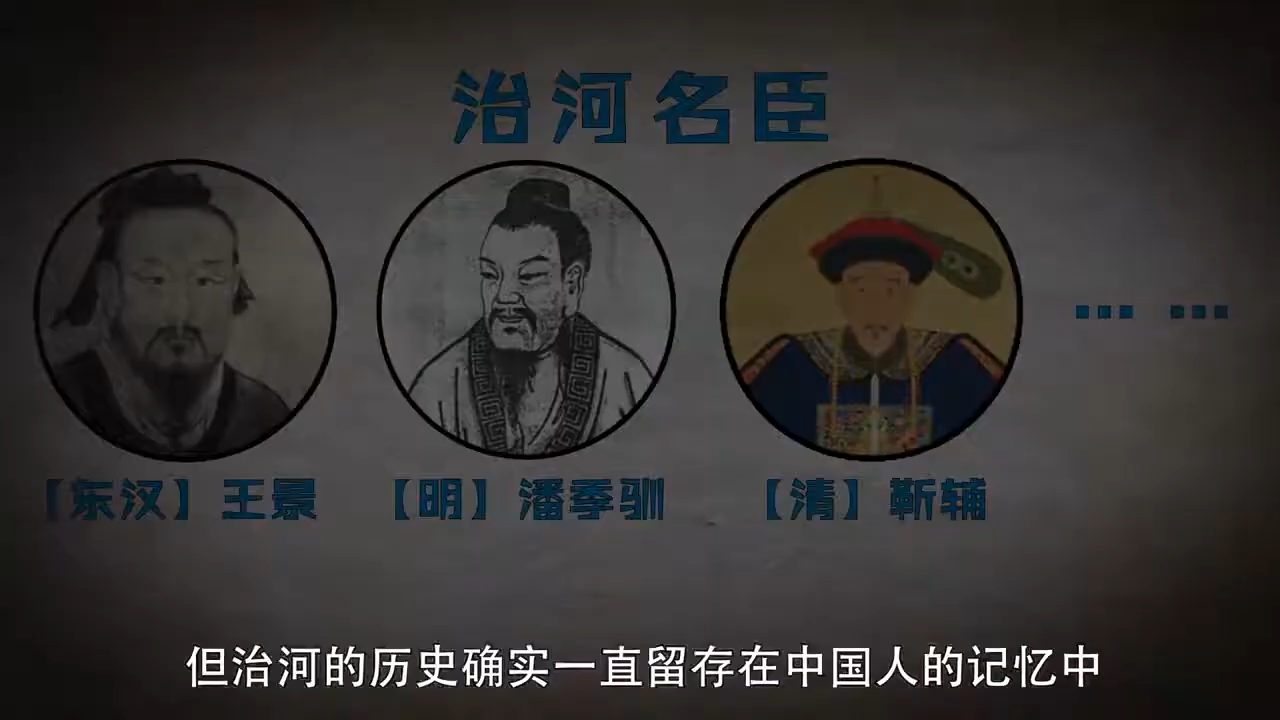 治河名臣
…… 
【东汉】王景 【明】潘季驯 【清】靳辅
但治河的历史确实一直留存在中国人的记忆中